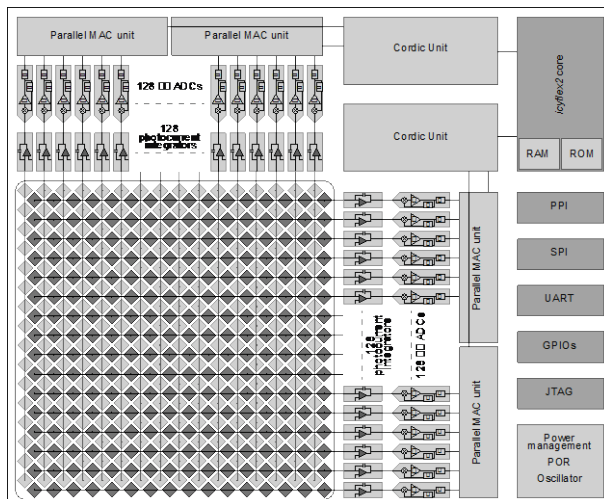 Parallel MAC unit
Parallel MAC unit
Cordic Unit
icyflex2 core
128 ADCs
128
photocurrent
integrators
Cordic Unit
RAM
ROM
PPI
Parallel MAC unit
SPI
UART
128
photocurrent
integrators
128 ADCs
GPIOs
JTAG
Parallel MAC unit
Power
management
POR
Oscillator